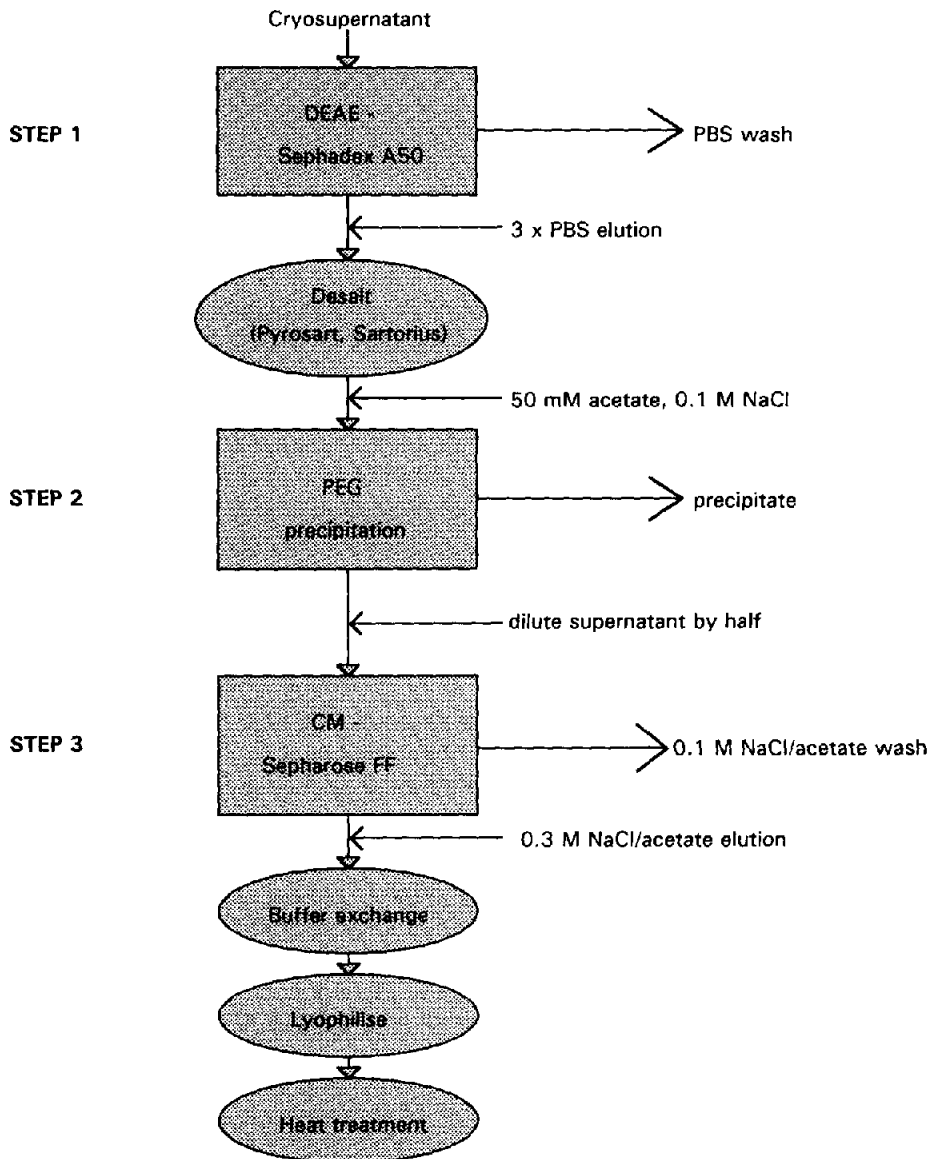 Cryosupernatant
STEP 1
DEAE -
Sephadex A50
PBS wash
3 x PBS elution
Desalt
(Pyrosart, Sartorius)
50 mM acetate, 0.1 M NaCl
STEP 2
PEG
precipitation
precipitate
dilute supernatant by half
STEP 3
CM -
Sepharose FF
0.1 M NaCl/acetate wash
0.3 M NaCl/acetate elution
Buffer exchange
Lyophilise
Heat treatment